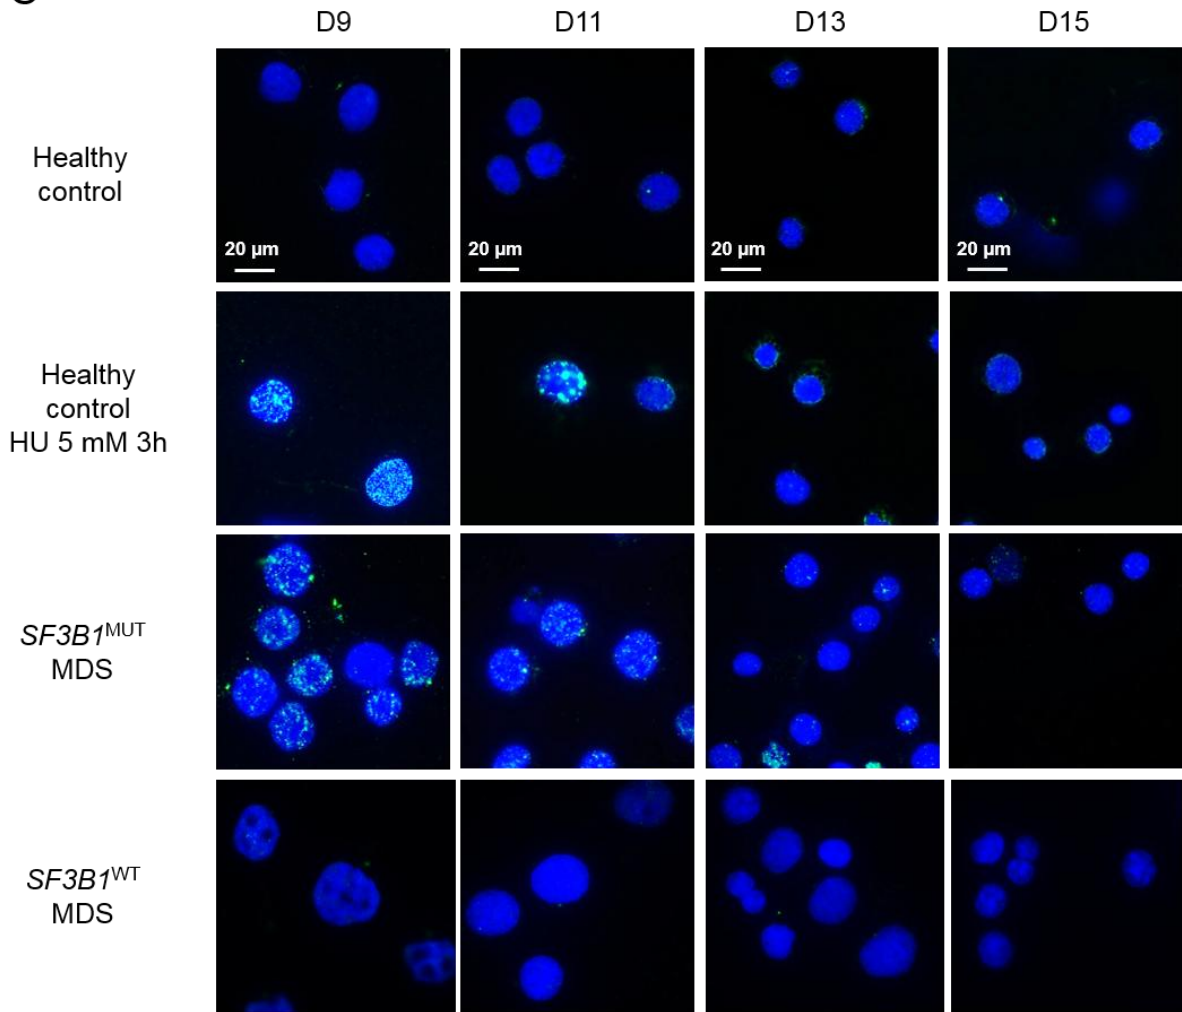 D9 D11 D13 D15
Healthy
control
20 µm 20 µm 20 µm 20 µm
Healthy
control
HU 5 mM 3h
SF3B1MUT
MDS
SF3B1WT
MDS